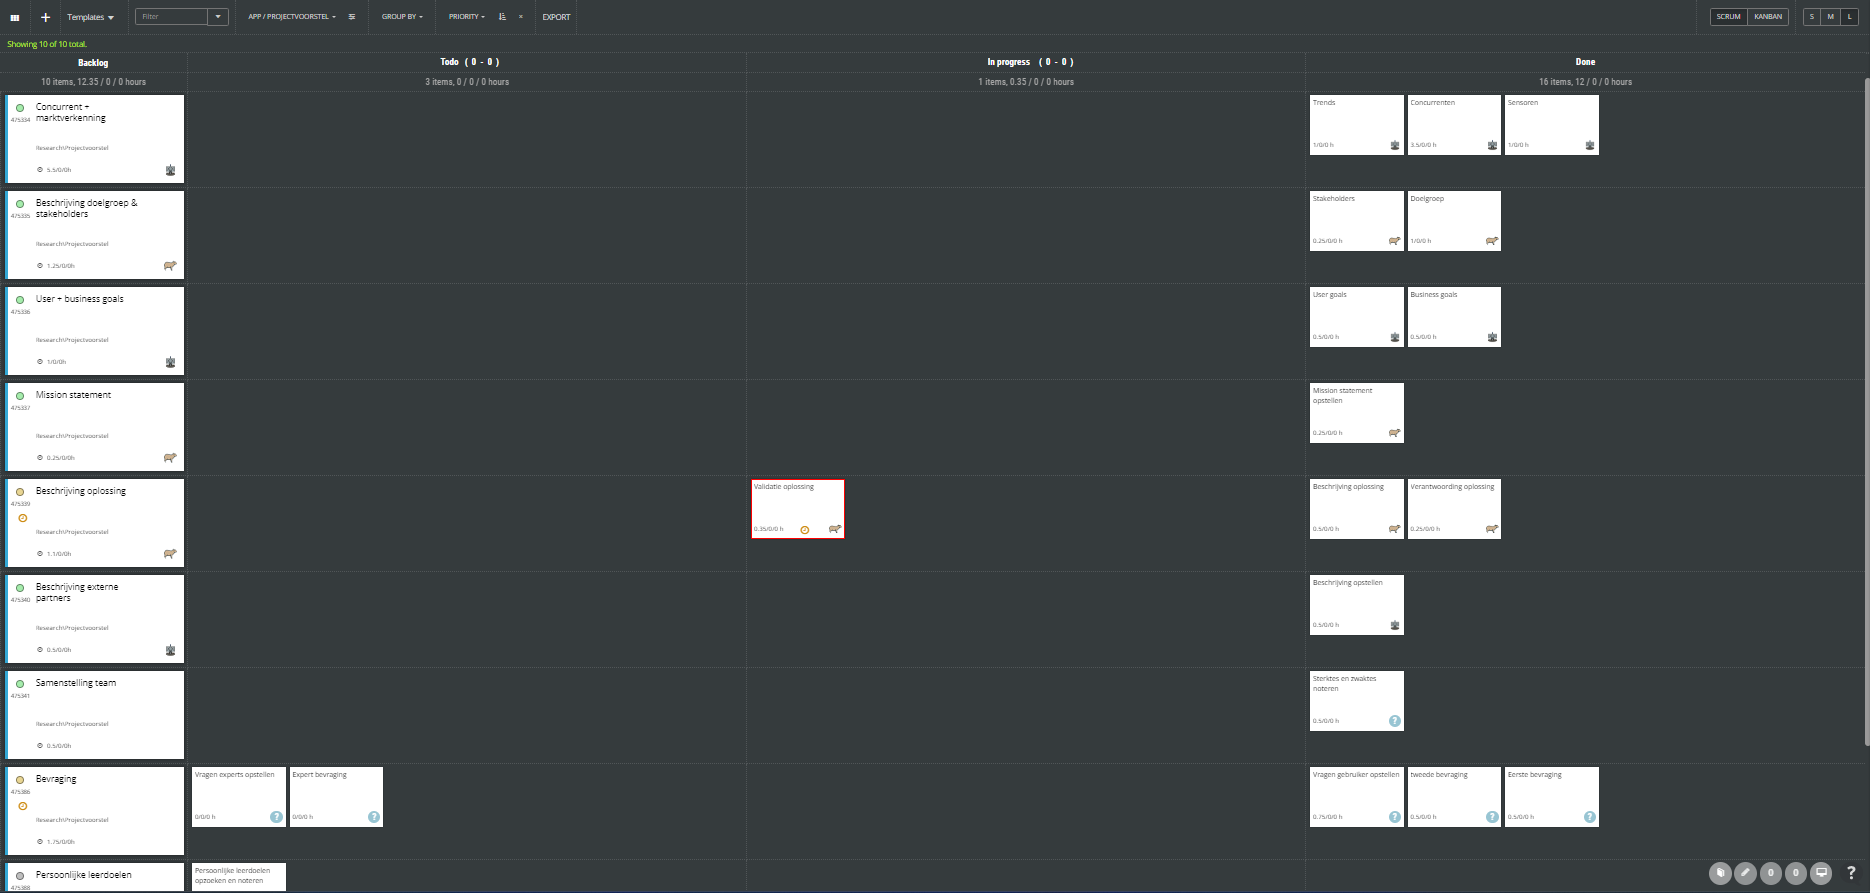 Templates
Filter
APP / PROJECTVOORSTEL
GROUP BY
PRIORITY
EXPORT
SCRUM
KANBAN
S
M
L
Showing 10 of 10 total.
Backlog
Todo ( 0 - 0 )
In progress ( 0 - 0 )
Done
10 items, 12.35 / 0 / 0 hours
3 items, 0 / 0 / 0 hours
1 items, 0.35 / 0 / 0 hours
16 items, 12 / 0 / 0 hours
Concurrent +
marktverkenning
475334
Research\Projectvoorstel
5.5/0/0h
Trends
1/0/0 h
Concurrenten
3.5/0/0 h
Sensoren
1/0/0 h
Beschrijving doelgroep &
stakeholders
475335
Research\Projectvoorstel
1.25/0/0h
Stakeholders
0.25/0/0 h
Doelgroep
1/0/0 h
User + business goals
475336
Research\Projectvoorstel
1/0/0h
User goals
0.5/0/0 h
Business goals
0.5/0/0 h
Mission statement
475337
Research\Projectvoorstel
0.25/0/0h
Mission statement
opstellen
0.25/0/0 h
Beschrijving oplossing
475339
Research\Projectvoorstel
1.1/0/0h
Validatie oplossing
0.35/0/0 h
Beschrijving oplossing
0.5/0/0 h
Verantwoording oplossing
0.25/0/0 h
Beschrijving externe
partners
475340
Research\Projectvoorstel
0.5/0/0h
Beschrijving opstellen
0.5/0/0 h
Samenstelling team
475341
Research\Projectvoorstel
0.5/0/0h
Sterktes en zwaktes
noteren
0.5/0/0 h
?
Bevraging
475386
Research\Projectvoorstel
1.75/0/0h
Vragen experts opstellen
0/0/0 h
?
Expert bevraging
0/0/0 h
?
Vragen gebruiker opstellen
0.75/0/0 h
?
tweede bevraging
0.5/0/0 h
?
Eerste bevraging
0.5/0/0 h
?
Persoonlijke leerdoelen
475388
Persoonlijke leerdoelen
opzoeken en noteren
0
0
?